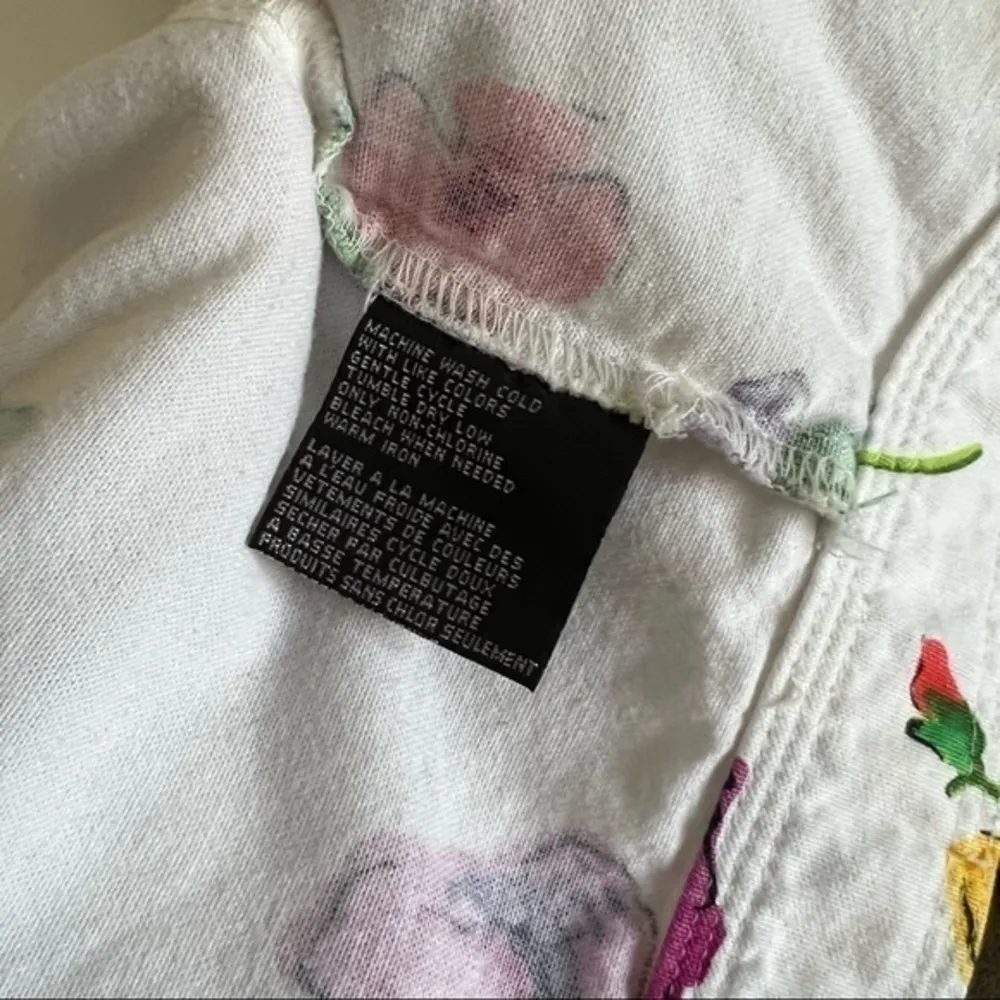 MACHINE WASH COLD
WITH LIKE COLORS
GENTLE CYCLE
TUMBLE DRY LOW
ONLY NON-CHLORINE
BLEACH WHEN NEEDED
WARM IRON
LAVER A LA MACHINE
A L'EAU FROIDE AVEC DES
VETEMENTS DE COULEURS
SIMILAIRES CYCLE DOUX
SECHER PAR CULBUTAGE
A BASSE TEMPERATURE
PRODUITS SANS CHLOR SEULEMENT